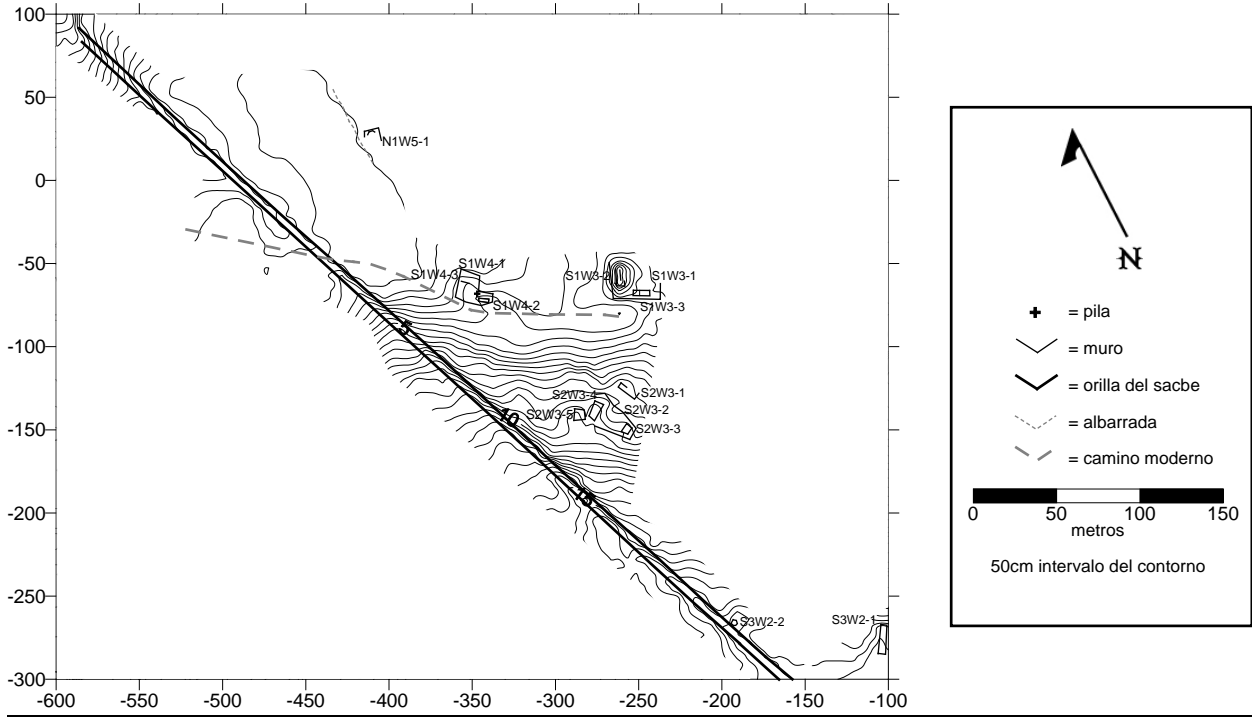 100
50
0
-50
-100
-150
-200
-250
-300
-600
-550
-500
-450
-400
-350
-300
-250
-200
-150
-100
N1W5-1
S1W4-1
S1W4-3
S1W4-2
S1W3-2
S1W3-1
S1W3-3
5
S2W3-1
S2W3-4
S2W3-2
S2W3-5
S2W3-3
10
15
S3W2-2
S3W2-1
N
= pila
= muro
= orilla del sacbe
= albarrada
= camino moderno
0 50 100 150
metros
50cm intervalo del contorno